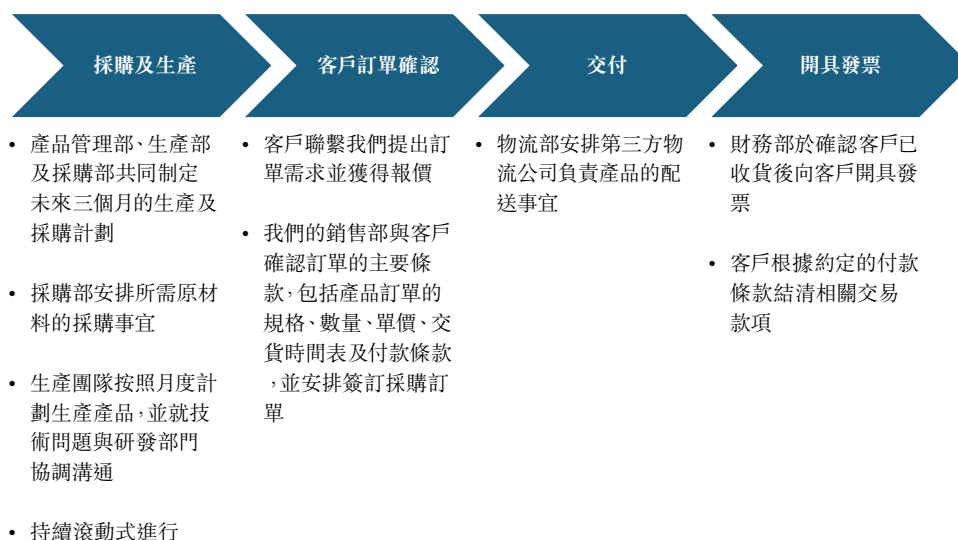 採購及生產
客戶訂單確認
交付
開具發票
• 產品管理部、生產部
及採購部共同制定
未來三個月的生產及
採購計劃
• 採購部安排所需原材
料的採購事宜
• 生產團隊按照月度計
劃生產產品，並就技
術問題與研發部門
協調溝通
• 持續滾動式進行
• 客戶聯繫我們提出訂
單需求並獲得報價
• 我們的銷售部與客戶
確認訂單的主要條
款，包括產品訂單的
規格、數量、單價、交
貨時間表及付款條款
，並安排簽訂採購訂
單
• 物流部安排第三方物
流公司負責產品的配
送事宜
• 財務部於確認客戶已
收貨後向客戶開具發
票
• 客戶根據約定的付款
條款結清相關交易
款項